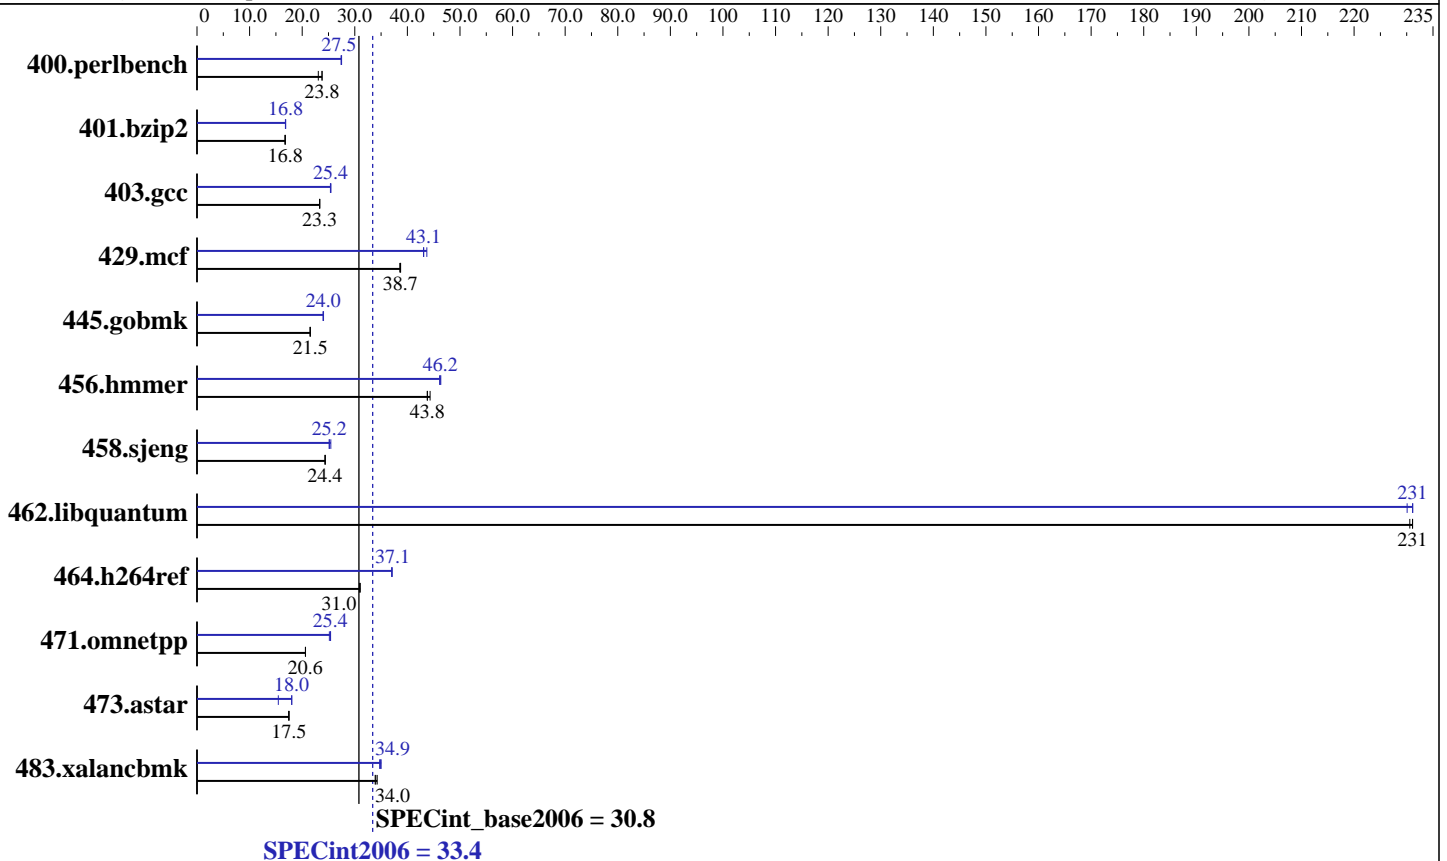 0 10.0 20.0 30.0 40.0 50.0 60.0 70.0 80.0 90.0 100 110 120 130 140 150 160 170 180 190 200 210 220 235
27.5
400.perlbench
23.8
16.8
401.bzip2
16.8
25.4
403.gcc
23.3
43.1
429.mcf
38.7
24.0
445.gobmk
21.5
46.2
456.hmmer
43.8
25.2
458.sjeng
24.4
231
462.libquantum
231
37.1
464.h264ref
31.0
25.4
471.omnetpp
20.6
18.0
473.astar
17.5
34.9
483.xalancbmk
34.0
SPECint_base2006 = 30.8
SPECint2006 = 33.4